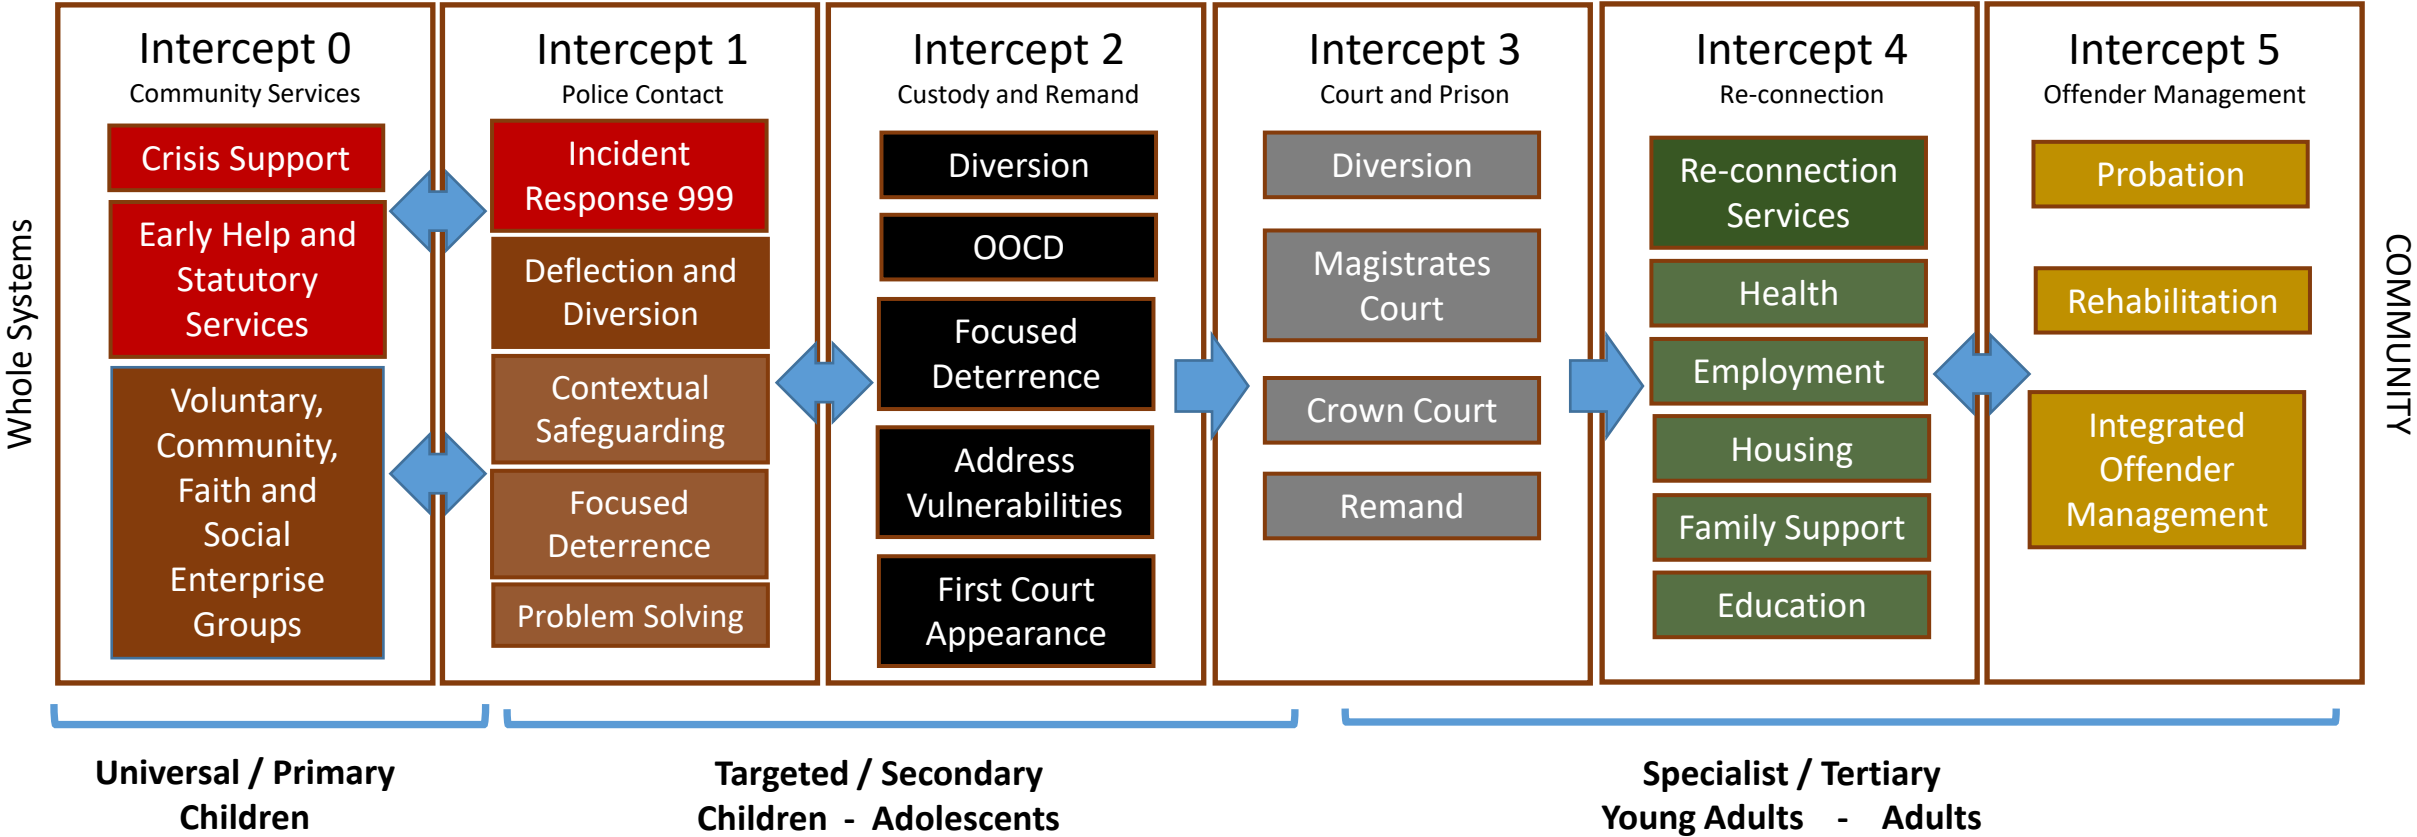 Whole Systems
Intercept 0
Community Services
Crisis Support
Early Help and
Statutory
Services
Voluntary,
Community,
Faith and
Social
Enterprise
Groups
Intercept 1
Police Contact
Incident
Response 999
Deflection and
Diversion
Contextual
Safeguarding
Focused
Deterrence
Problem Solving
Intercept 2
Custody and Remand
Diversion
OOCD
Focused
Deterrence
Address
Vulnerabilities
First Court
Appearance
Intercept 3
Court and Prison
Diversion
Magistrates
Court
Crown Court
Remand
Intercept 4
Re-connection
Re-connection
Services
Health
Employment
Housing
Family Support
Education
Intercept 5
Offender Management
Probation
Rehabilitation
Integrated
Offender
Management
COMMUNITY
Universal / Primary
Children
Targeted / Secondary
Children - Adolescents
Specialist / Tertiary
Young Adults - Adults